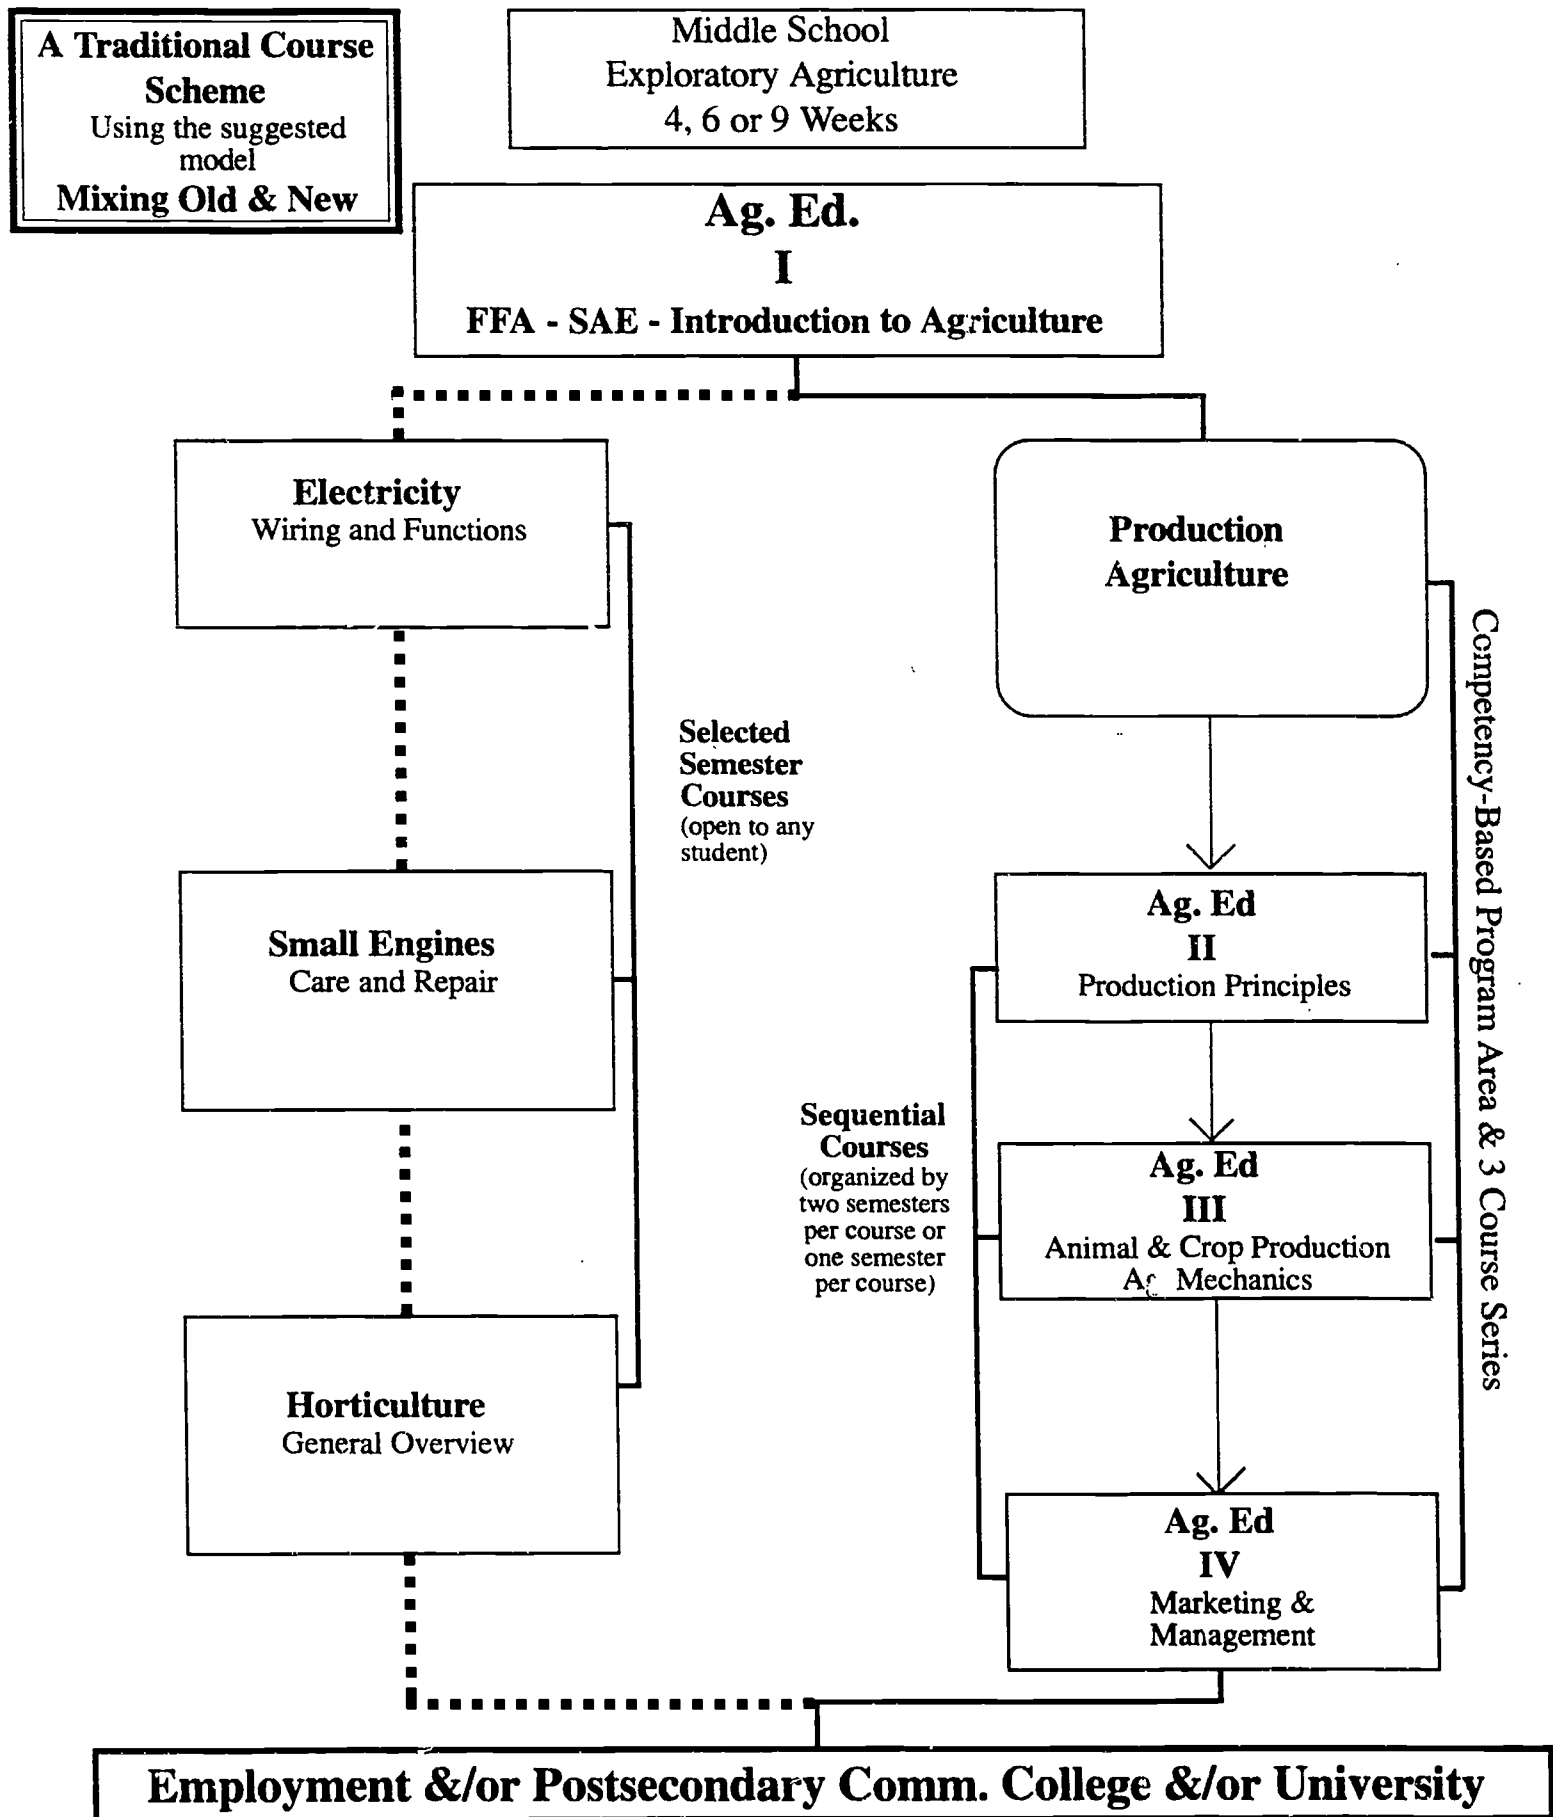 A Traditional Course
Scheme
Using the suggested
model
Mixing Old & New
Middle School
Exploratory Agriculture
4, 6 or 9 Weeks
Ag. Ed.
I
FFA - SAE - Introduction to Agriculture
Electricity
Wiring and Functions
Production
Agriculture
Selected
Semester
Courses
(open to any
student)
Small Engines
Care and Repair
Ag. Ed
II
Production Principles
Competency-Based Program Area & 3 Course Series
Sequential
Courses
(organized by
two semesters
per course or
one semester
per course)
Ag. Ed
III
Animal & Crop Production
Ag Mechanics
Horticulture
General Overview
Ag. Ed
IV
Marketing &
Management
Employment &/or Postsecondary Comm. College &/or University